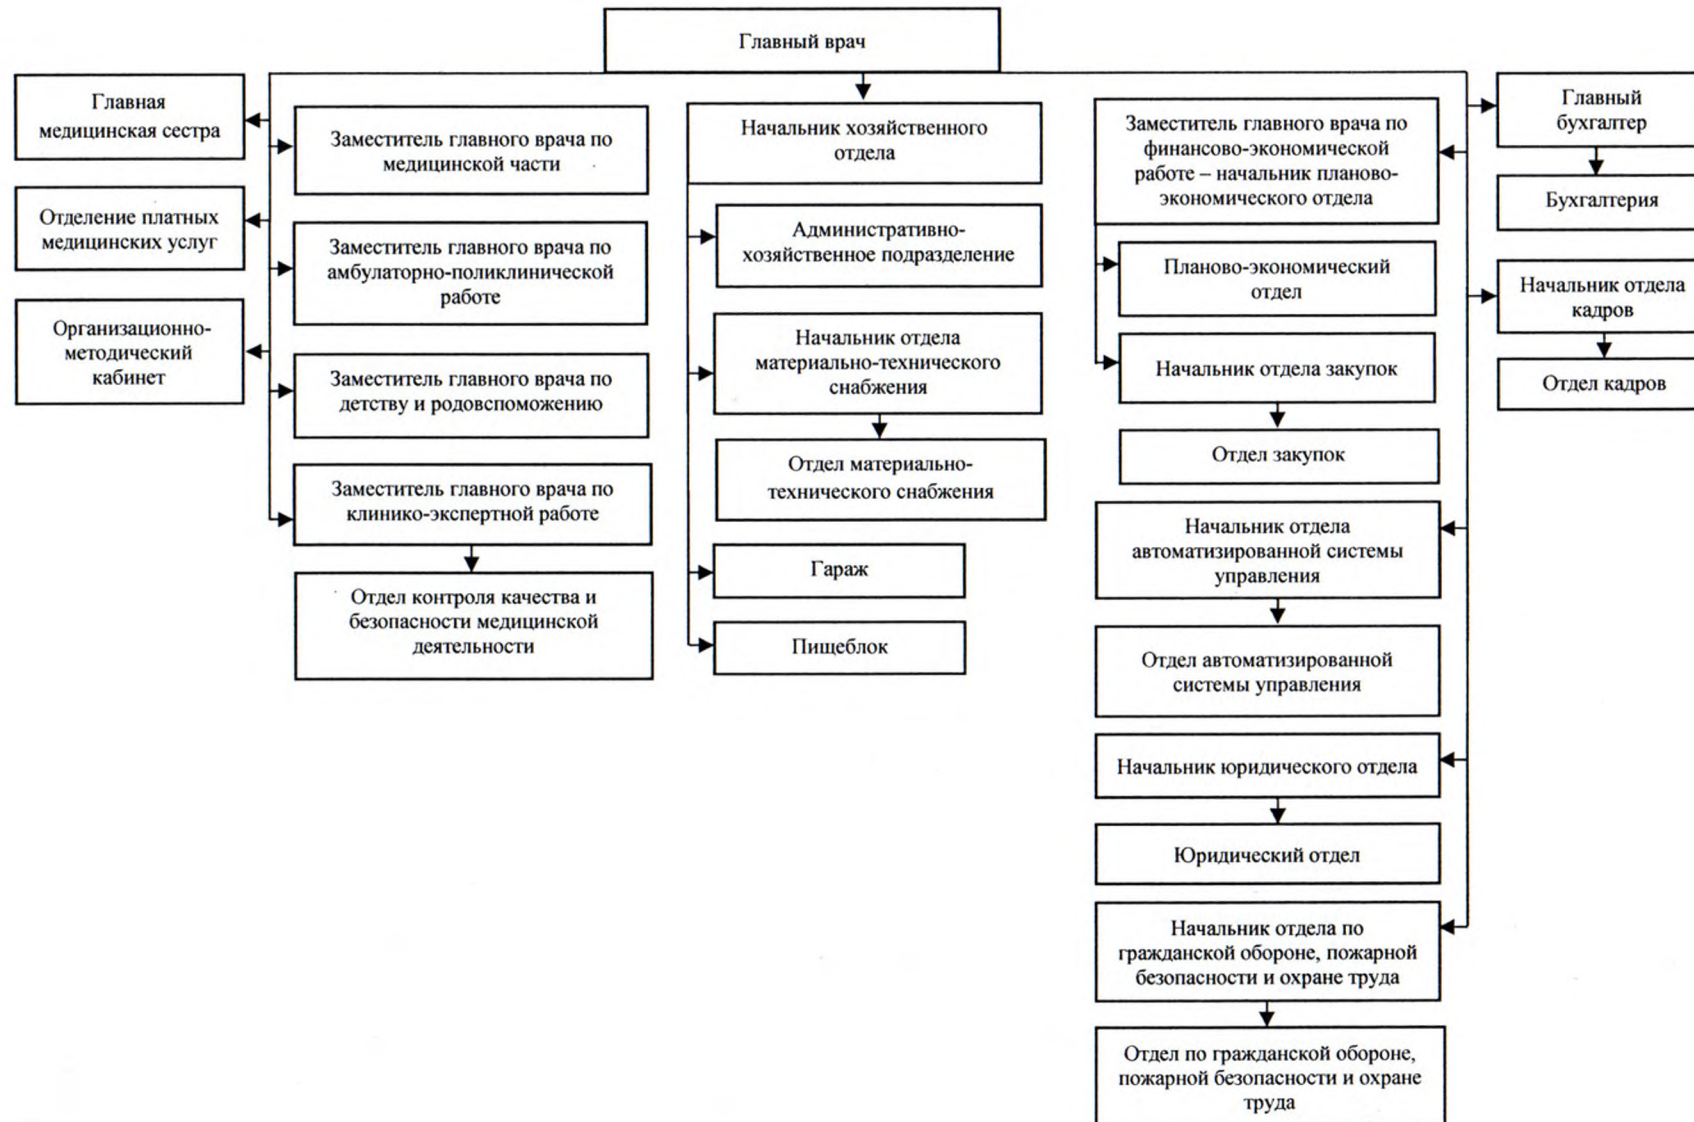 Главный врач
Главная
медицинская сестра
Отделение платных
медицинских услуг
Организационно-
методический
кабинет
Заместитель главного врача по
медицинской части
Заместитель главного врача по
амбулаторно-поликлинической
работе
Заместитель главного врача по
детству и родовспоможению
Заместитель главного врача по
клинико-экспертной работе
Отдел контроля качества и
безопасности медицинской
деятельности
Начальник хозяйственного
отдела
Административно-
хозяйственное подразделение
Начальник отдела
материально-технического
снабжения
Отдел материально-
технического снабжения
Гараж
Пищеблок
Заместитель главного врача по
финансово-экономической
работе – начальник планово-
экономического отдела
Планово-экономический
отдел
Начальник отдела закупок
Отдел закупок
Начальник отдела
автоматизированной системы
управления
Отдел автоматизированной
системы управления
Начальник юридического отдела
Юридический отдел
Начальник отдела по
гражданской обороне, пожарной
безопасности и охране труда
Отдел по гражданской обороне,
пожарной безопасности и охране
труда
Главный
бухгалтер
Бухгалтерия
Начальник отдела
кадров
Отдел кадров